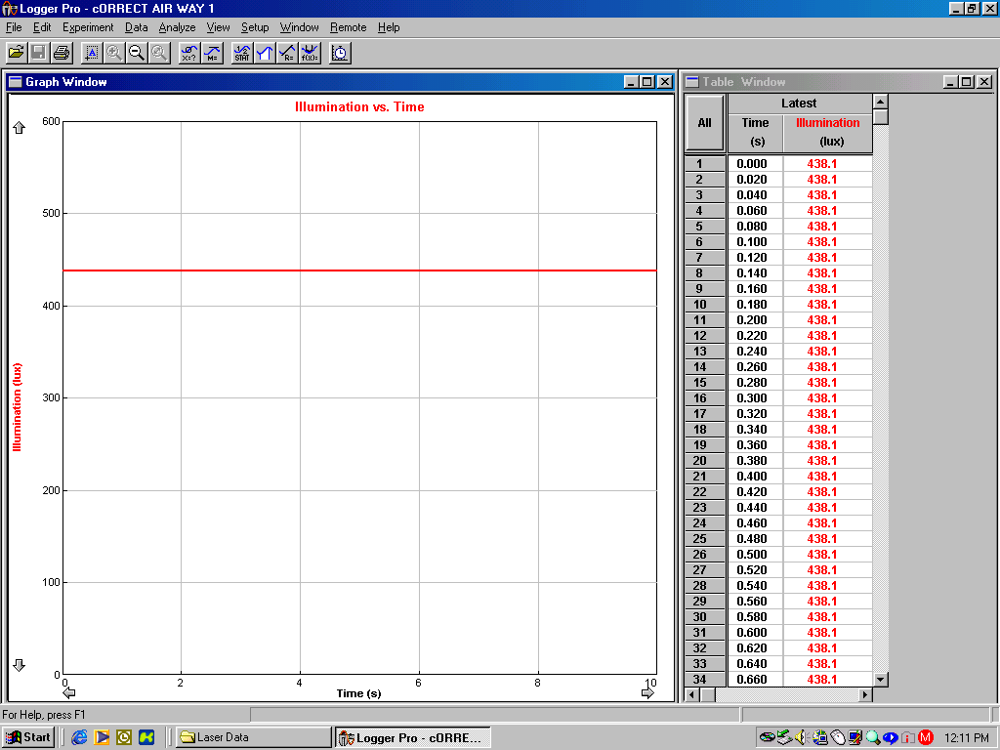 Logger Pro - cORRECT AIR WAY 1
File Edit Experiment Data Analyze View Setup Window Remote Help
X=? M= STAT R= f(x)=
Graph Window
Illumination vs. Time
600
500
400
300
200
100
0
Illumination (lux)
0 2 4 6 8 10
Time (s)
Table Window
Latest
All Time Illumination
(s) (lux)
1 0.000 438.1
2 0.020 438.1
3 0.040 438.1
4 0.060 438.1
5 0.080 438.1
6 0.100 438.1
7 0.120 438.1
8 0.140 438.1
9 0.160 438.1
10 0.180 438.1
11 0.200 438.1
12 0.220 438.1
13 0.240 438.1
14 0.260 438.1
15 0.280 438.1
16 0.300 438.1
17 0.320 438.1
18 0.340 438.1
19 0.360 438.1
20 0.380 438.1
21 0.400 438.1
22 0.420 438.1
23 0.440 438.1
24 0.460 438.1
25 0.480 438.1
26 0.500 438.1
27 0.520 438.1
28 0.540 438.1
29 0.560 438.1
30 0.580 438.1
31 0.600 438.1
32 0.620 438.1
33 0.640 438.1
34 0.660 438.1
For Help, press F1
Start Laser Data Logger Pro - cORRE... 12:11 PM